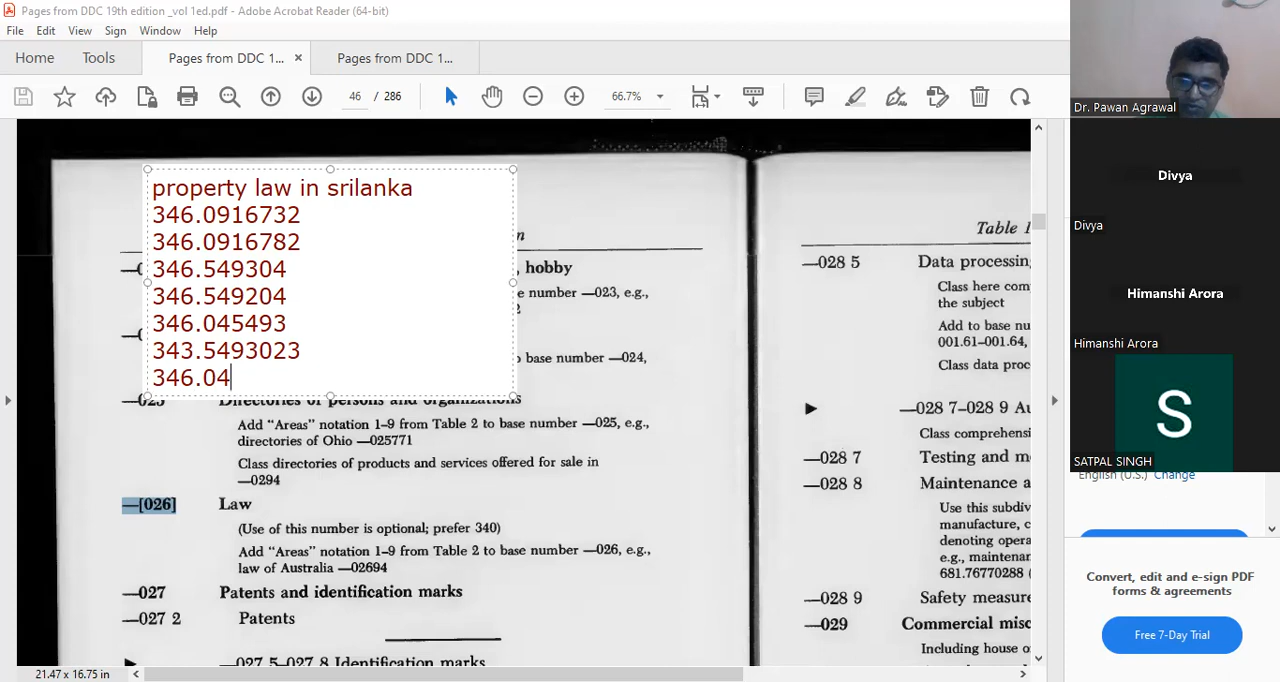 Pages from DDC 19th edition _vol 1ed.pdf - Adobe Acrobat Reader (64-bit)
File Edit View Sign Window Help
Home Tools Pages from DDC 1... × Pages from DDC 1...
46 / 286 66.7%
property law in srilanka
346.0916732
346.0916782
346.549304
346.549204
346.045493
343.5493023
346.04
n
, hobby
e number —023, e.g.,
2
o base number —024,
—025 Directories of persons and organizations
Add "Areas" notation 1–9 from Table 2 to base number —025, e.g.,
directories of Ohio —025771
Class directories of products and services offered for sale in
—0294
—[026] Law
(Use of this number is optional; prefer 340)
Add "Areas" notation 1–9 from Table 2 to base number —026, e.g.,
law of Australia —02694
—027 Patents and identification marks
—027 2 Patents
—027 5–027 8 Identification marks
Table 1
—028 5 Data processing
Class here com
the subject
Add to base nu
001.61–001.64,
Class data proc
—028 7–028 9 Au
Class comprehensi
—028 7 Testing and m
—028 8 Maintenance a
Use this subdiv
manufacture, c
denoting opera
e.g., maintenan
681.76770288 (
—028 9 Safety measure
—029 Commercial misc
Including house o
21.47 x 16.75 in
Dr. Pawan Agrawal
Divya
Divya
Himanshi Arora
Himanshi Arora
S
SATPAL SINGH
English (U.S.) Change
Convert, edit and e-sign PDF
forms & agreements
Free 7-Day Trial